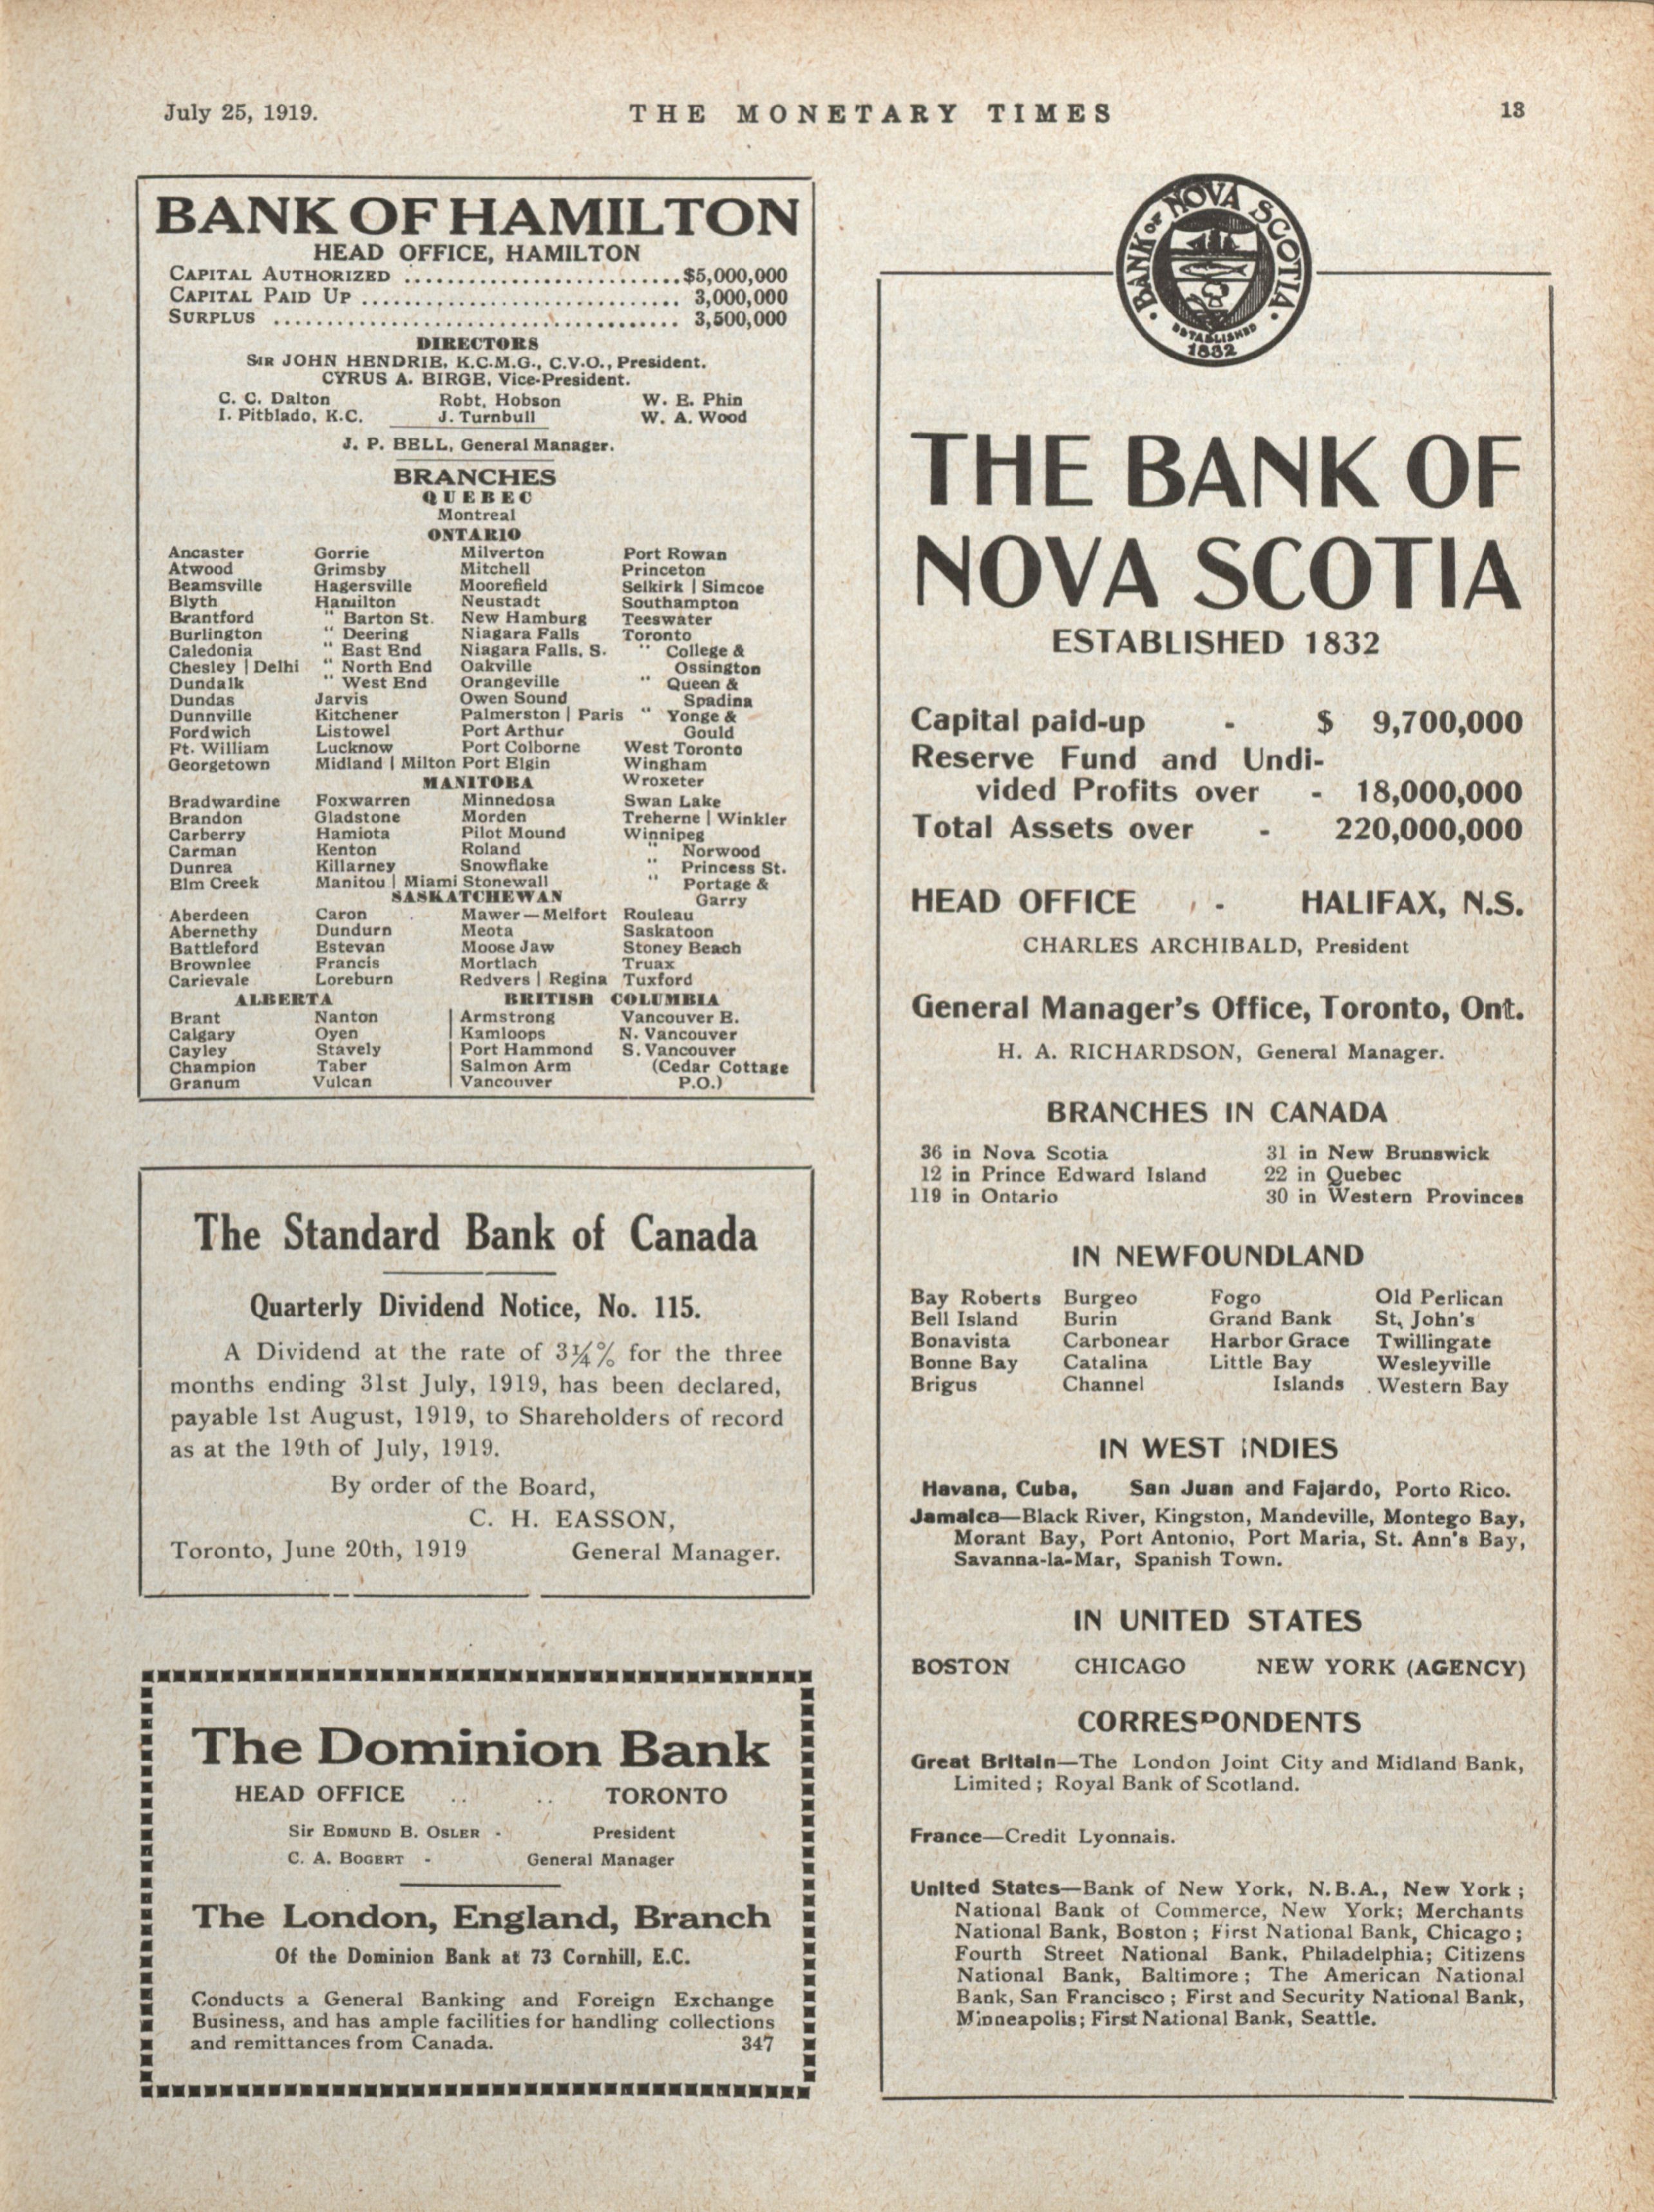 July 25, 1919.
THE MONETARY TIMES
13
BANK OF HAMILTON
HEAD OFFICE, HAMILTON
CAPITAL AUTHORIZED ..........................$5,000,000
CAPITAL PAID UP .............................. 3,000,000
SURPLUS ...................................... 3,500,000
DIRECTORS
SIR JOHN HENDRIE, K.C.M.G., C.V.O., President.
CYRUS A. BIRGE, Vice-President.
C. C. Dalton Robt. Hobson W. E. Phin
I. Pitblado, K.C. J. Turnbull W. A. Wood
J. P. BELL, General Manager.
BRANCHES
QUEBEC
Montreal
ONTARIO
Ancaster Gorrie Milverton Port Rowan
Atwood Grimsby Mitchell Princeton
Beamsville Hagersville Moorefield Selkirk | Simcoe
Blyth Hamilton Neustadt Southampton
Brantford " Barton St. New Hamburg Teeswater
Burlington " Deering Niagara Falls Toronto
Caledonia " East End Niagara Falls, S. " College &
Chesley | Delhi " North End Oakville Ossington
Dundalk " West End Orangeville " Queen &
Dundas Jarvis Owen Sound Spadina
Dunnville Kitchener Palmerston | Paris " Yonge &
Fordwich Listowel Port Arthur Gould
Ft. William Lucknow Port Colborne West Toronto
Georgetown Midland | Milton Port Elgin Wingham
MANITOBA Wroxeter
Bradwardine Foxwarren Minnedosa Swan Lake
Brandon Gladstone Morden Treherne | Winkler
Carberry Hamiota Pilot Mound Winnipeg
Carman Kenton Roland " Norwood
Dunrea Killarney Snowflake " Princess St.
Elm Creek Manitou | Miami Stonewall " Portage &
SASKATCHEWAN Garry
Aberdeen Caron Mawer—Melfort Rouleau
Abernethy Dundurn Meota Saskatoon
Battleford Estevan Moose Jaw Stoney Beach
Brownlee Francis Mortlach Truax
Carievale Loreburn Redvers | Regina Tuxford
ALBERTA BRITISH COLUMBIA
Brant Nanton Armstrong Vancouver E.
Calgary Oyen Kamloops N. Vancouver
Cayley Stavely Port Hammond S. Vancouver
Champion Taber Salmon Arm (Cedar Cottage
Granum Vulcan Vancouver P.O.)
The Standard Bank of Canada
Quarterly Dividend Notice, No. 115.
A Dividend at the rate of 3¼% for the three
months ending 31st July, 1919, has been declared,
payable 1st August, 1919, to Shareholders of record
as at the 19th of July, 1919.
By order of the Board,
C. H. EASSON,
Toronto, June 20th, 1919 General Manager.
The Dominion Bank
HEAD OFFICE .. .. TORONTO
Sir EDMUND B. OSLER - President
C. A. BOGERT - General Manager
The London, England, Branch
Of the Dominion Bank at 73 Cornhill, E.C.
Conducts a General Banking and Foreign Exchange
Business, and has ample facilities for handling collections
and remittances from Canada. 347
BANK OF NOVA SCOTIA
ESTABLISHED
1832
THE BANK OF
NOVA SCOTIA
ESTABLISHED 1832
Capital paid-up - $ 9,700,000
Reserve Fund and Undi-
vided Profits over - 18,000,000
Total Assets over - 220,000,000
HEAD OFFICE - HALIFAX, N.S.
CHARLES ARCHIBALD, President
General Manager's Office, Toronto, Ont.
H. A. RICHARDSON, General Manager.
BRANCHES IN CANADA
36 in Nova Scotia 31 in New Brunswick
12 in Prince Edward Island 22 in Quebec
119 in Ontario 30 in Western Provinces
IN NEWFOUNDLAND
Bay Roberts Burgeo Fogo Old Perlican
Bell Island Burin Grand Bank St. John's
Bonavista Carbonear Harbor Grace Twillingate
Bonne Bay Catalina Little Bay Wesleyville
Brigus Channel Islands Western Bay
IN WEST INDIES
Havana, Cuba, San Juan and Fajardo, Porto Rico.
Jamaica—Black River, Kingston, Mandeville, Montego Bay,
Morant Bay, Port Antonio, Port Maria, St. Ann's Bay,
Savanna-la-Mar, Spanish Town.
IN UNITED STATES
BOSTON CHICAGO NEW YORK (AGENCY)
CORRESPONDENTS
Great Britain—The London Joint City and Midland Bank,
Limited; Royal Bank of Scotland.
France—Credit Lyonnais.
United States—Bank of New York, N.B.A., New York;
National Bank of Commerce, New York; Merchants
National Bank, Boston; First National Bank, Chicago;
Fourth Street National Bank, Philadelphia; Citizens
National Bank, Baltimore; The American National
Bank, San Francisco; First and Security National Bank,
Minneapolis; First National Bank, Seattle.